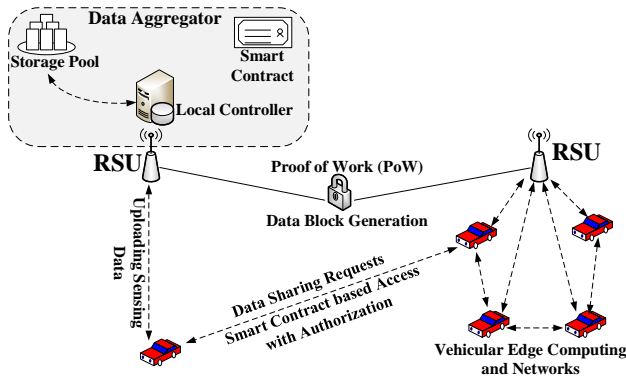 Data Aggregator
Storage Pool
Smart
Contract
Local Controller
RSU
RSU
Proof of Work (PoW)
Data Block Generation
Uploading Sensing
Data
Data Sharing Requests
Smart Contract based Access
with Authorization
Vehicular Edge Computing
and Networks